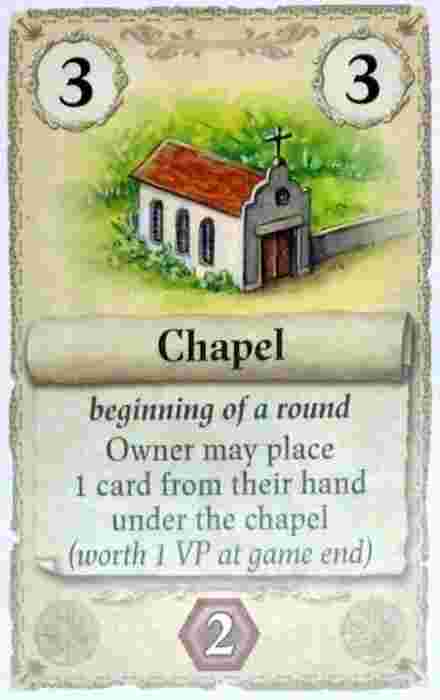 3 3
Chapel
beginning of a round
Owner may place
1 card from their hand
under the chapel
(worth 1 VP at game end)
2